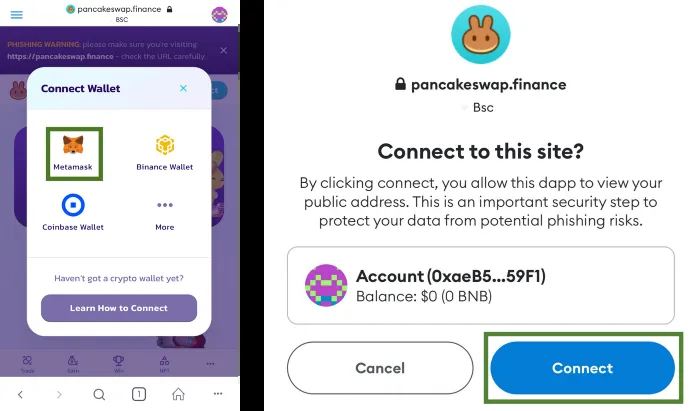 pancakeswap.finance
BSC
PHISHING WARNING: please make sure you're visiting
https://pancakeswap.finance - check the URL carefully.
Connect Wallet
Metamask
Binance Wallet
Coinbase Wallet
More
Haven't got a crypto wallet yet?
Learn How to Connect
Trade
Earn
Win
NFT
1
pancakeswap.finance
Bsc
Connect to this site?
By clicking connect, you allow this dapp to view your
public address. This is an important security step to
protect your data from potential phishing risks.
Account (0xaeB5...59F1)
Balance: $0 (0 BNB)
Cancel
Connect